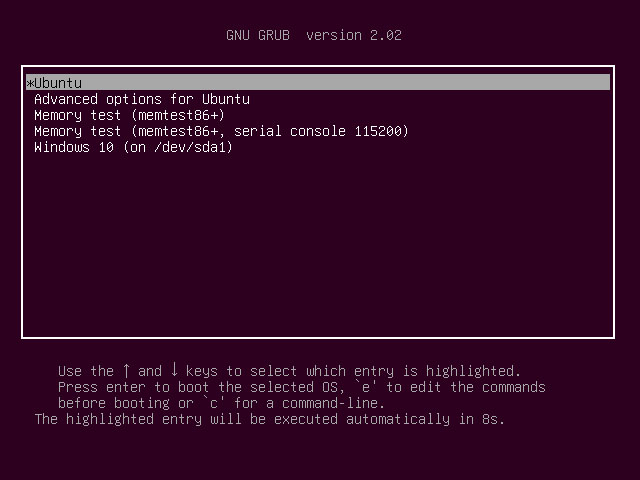 GNU GRUB  version 2.02
*Ubuntu
Advanced options for Ubuntu
Memory test (memtest86+)
Memory test (memtest86+, serial console 115200)
Windows 10 (on /dev/sda1)
Use the ↑ and ↓ keys to select which entry is highlighted.
Press enter to boot the selected OS, `e' to edit the commands
before booting or `c' for a command-line.
The highlighted entry will be executed automatically in 8s.